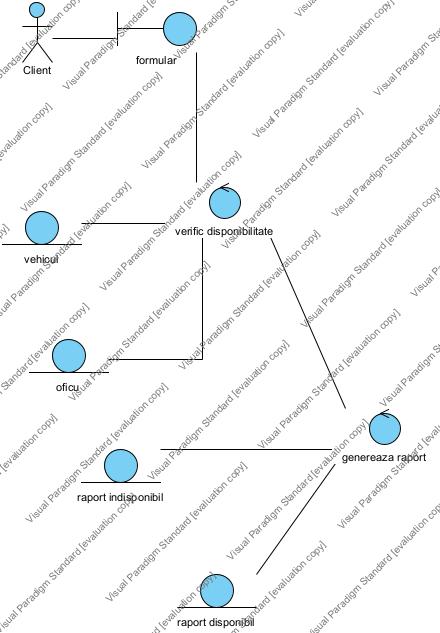 Client
formular
verific disponibilitate
vehicul
oficu
genereaza raport
raport indisponibil
raport disponibil
Visual Paradigm Standard [evaluation copy]